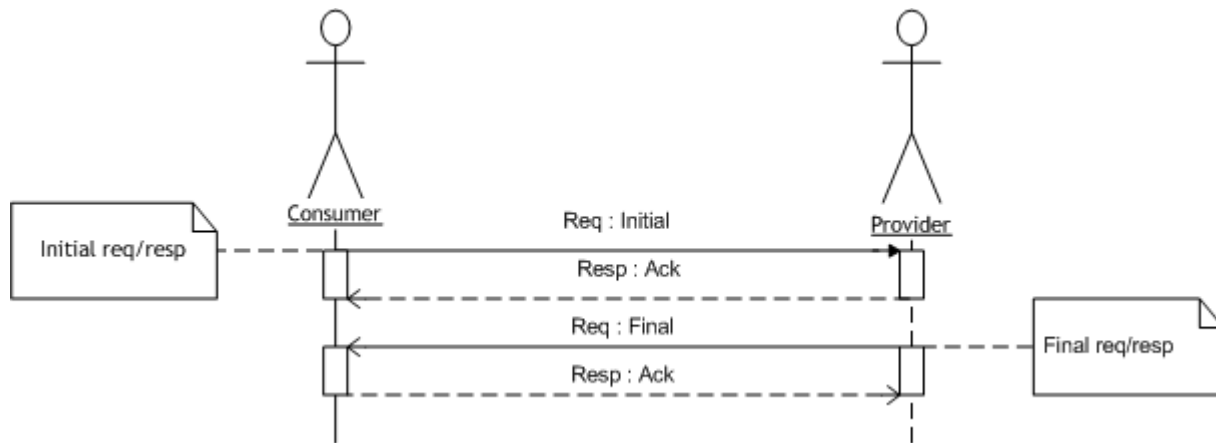 Consumer
Provider
Req : Initial
Initial req/resp
Resp : Ack
Req : Final
Final req/resp
Resp : Ack